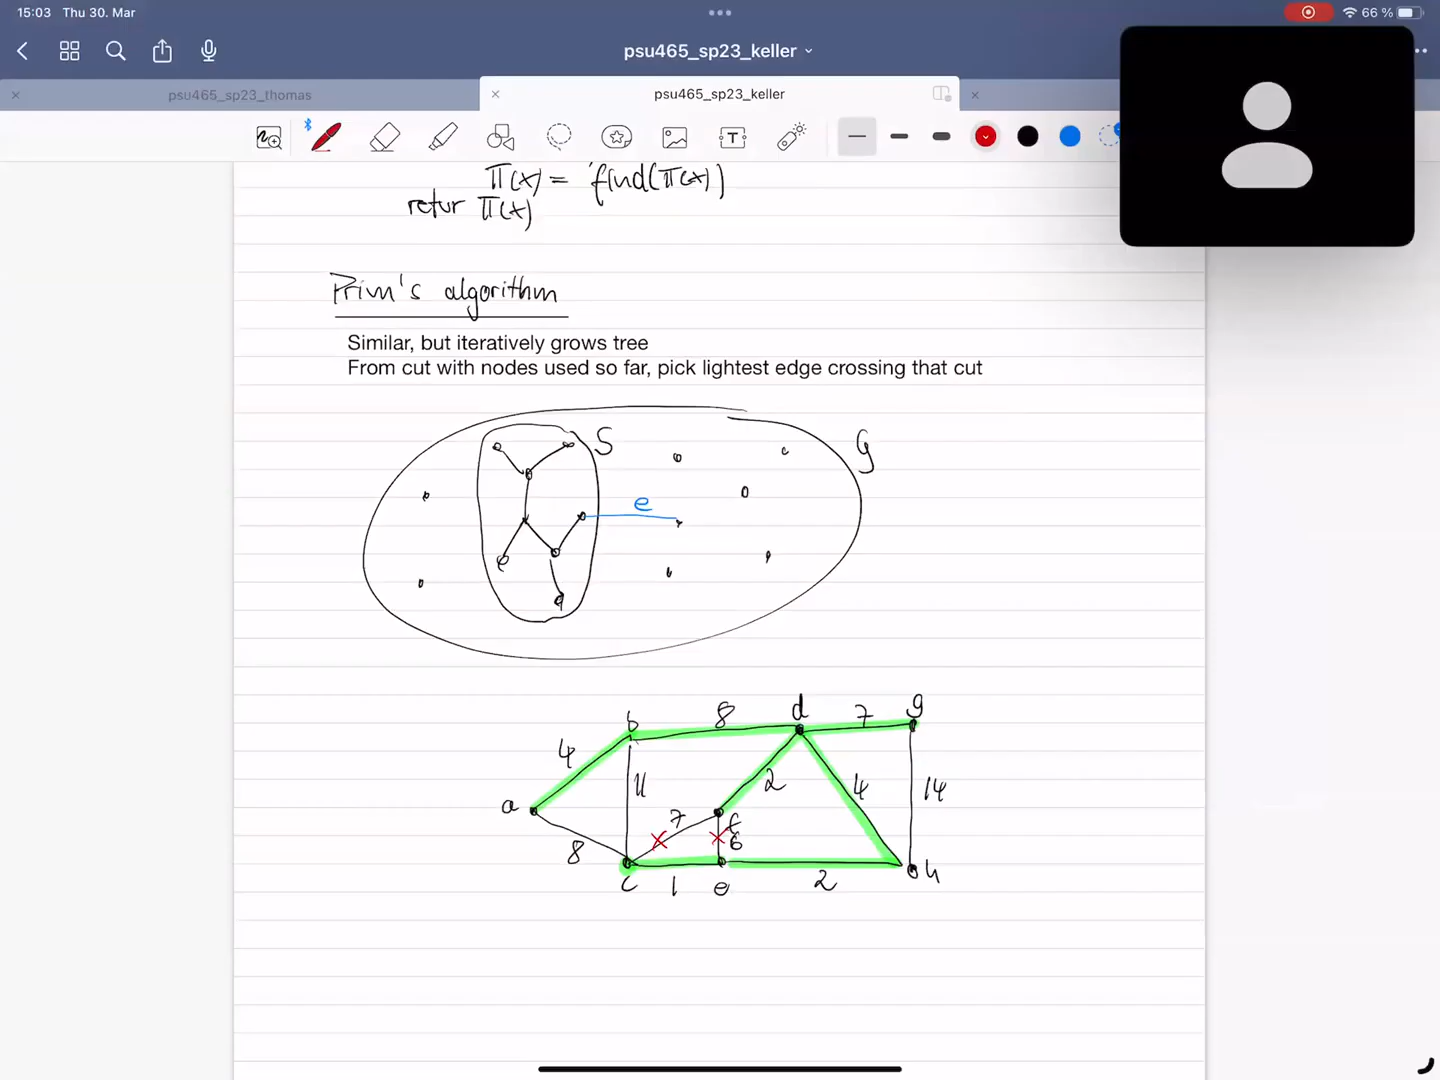 15:03 Thu 30. Mar
66 %
psu465_sp23_keller
psu465_sp23_thomas
psu465_sp23_keller
T
π(x) = find(π(x))
retur π(x)
Prim's algorithm
Similar, but iteratively grows tree
From cut with nodes used so far, pick lightest edge crossing that cut
S
G
e
b 8 d 7 g
4
11 2 4 14
a
7 f
8 6
h
c 1 e 2